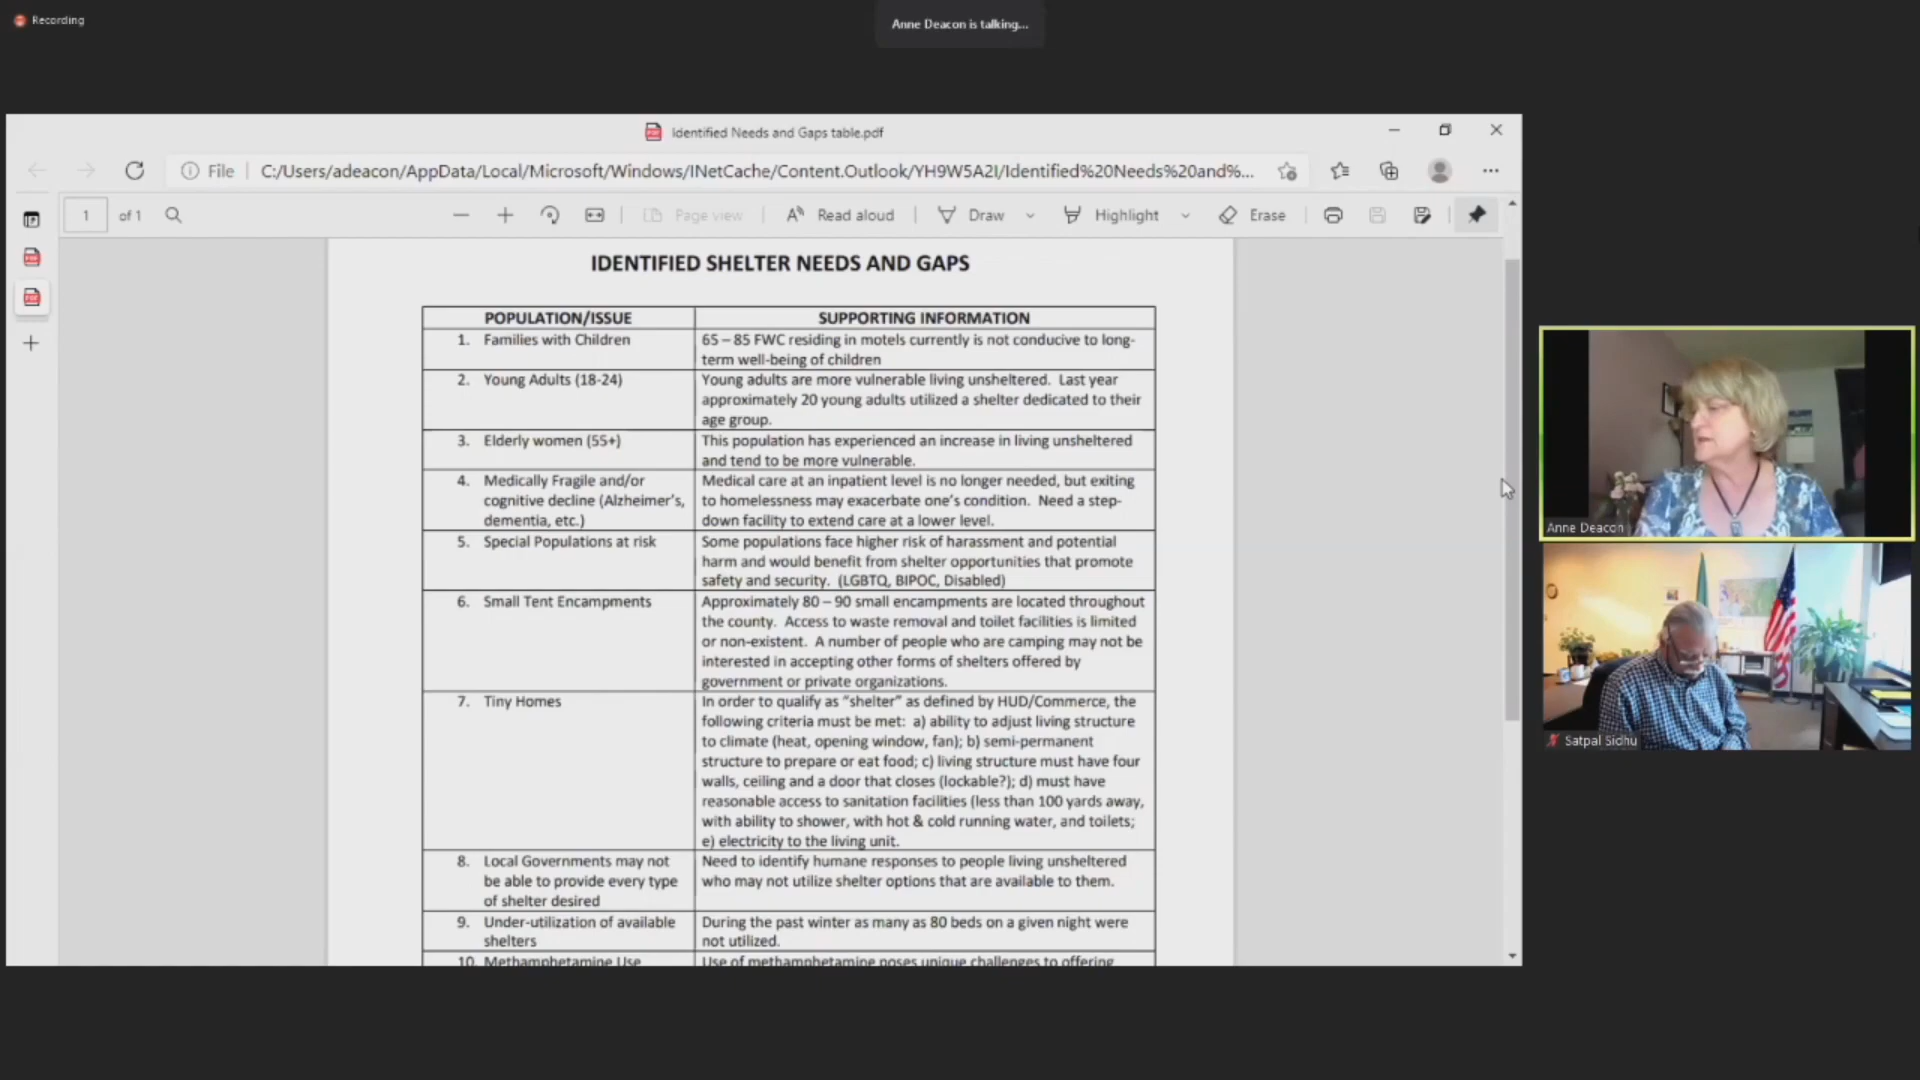 Recording
Anne Deacon is talking...
Identified Needs and Gaps table.pdf
File
C:/Users/adeacon/AppData/Local/Microsoft/Windows/INetCache/Content.Outlook/YH9W5A2I/Identified%20Needs%20and%...
1 of 1
Page view
Read aloud
Draw
Highlight
Erase
IDENTIFIED SHELTER NEEDS AND GAPS
POPULATION/ISSUE
SUPPORTING INFORMATION
1. Families with Children
65 – 85 FWC residing in motels currently is not conducive to long-
term well-being of children
2. Young Adults (18-24)
Young adults are more vulnerable living unsheltered. Last year
approximately 20 young adults utilized a shelter dedicated to their
age group.
3. Elderly women (55+)
This population has experienced an increase in living unsheltered
and tend to be more vulnerable.
4. Medically Fragile and/or
cognitive decline (Alzheimer's,
dementia, etc.)
Medical care at an inpatient level is no longer needed, but exiting
to homelessness may exacerbate one's condition. Need a step-
down facility to extend care at a lower level.
5. Special Populations at risk
Some populations face higher risk of harassment and potential
harm and would benefit from shelter opportunities that promote
safety and security. (LGBTQ, BIPOC, Disabled)
6. Small Tent Encampments
Approximately 80 – 90 small encampments are located throughout
the county. Access to waste removal and toilet facilities is limited
or non-existent. A number of people who are camping may not be
interested in accepting other forms of shelters offered by
government or private organizations.
7. Tiny Homes
In order to qualify as "shelter" as defined by HUD/Commerce, the
following criteria must be met: a) ability to adjust living structure
to climate (heat, opening window, fan); b) semi-permanent
structure to prepare or eat food; c) living structure must have four
walls, ceiling and a door that closes (lockable?); d) must have
reasonable access to sanitation facilities (less than 100 yards away,
with ability to shower, with hot & cold running water, and toilets;
e) electricity to the living unit.
8. Local Governments may not
be able to provide every type
of shelter desired
Need to identify humane responses to people living unsheltered
who may not utilize shelter options that are available to them.
9. Under-utilization of available
shelters
During the past winter as many as 80 beds on a given night were
not utilized.
10. Methamphetamine Use
Use of methamphetamine poses unique challenges to offering
Anne Deacon
Satpal Sidhu